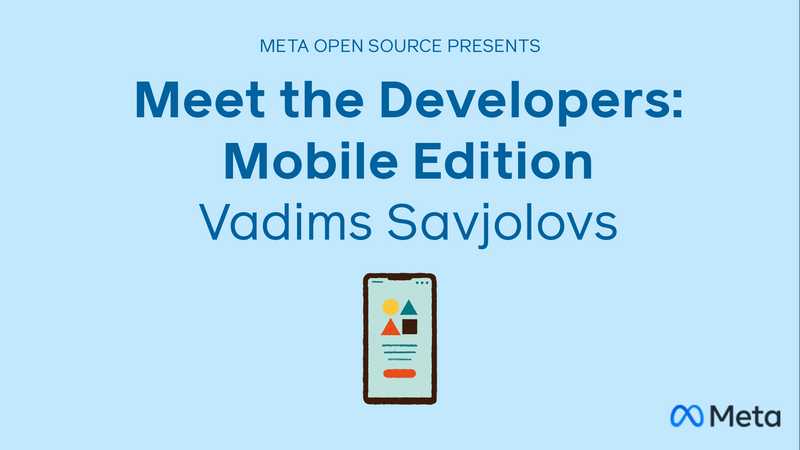 META OPEN SOURCE PRESENTS
Meet the Developers:
Mobile Edition
Vadims Savjolovs
Meta